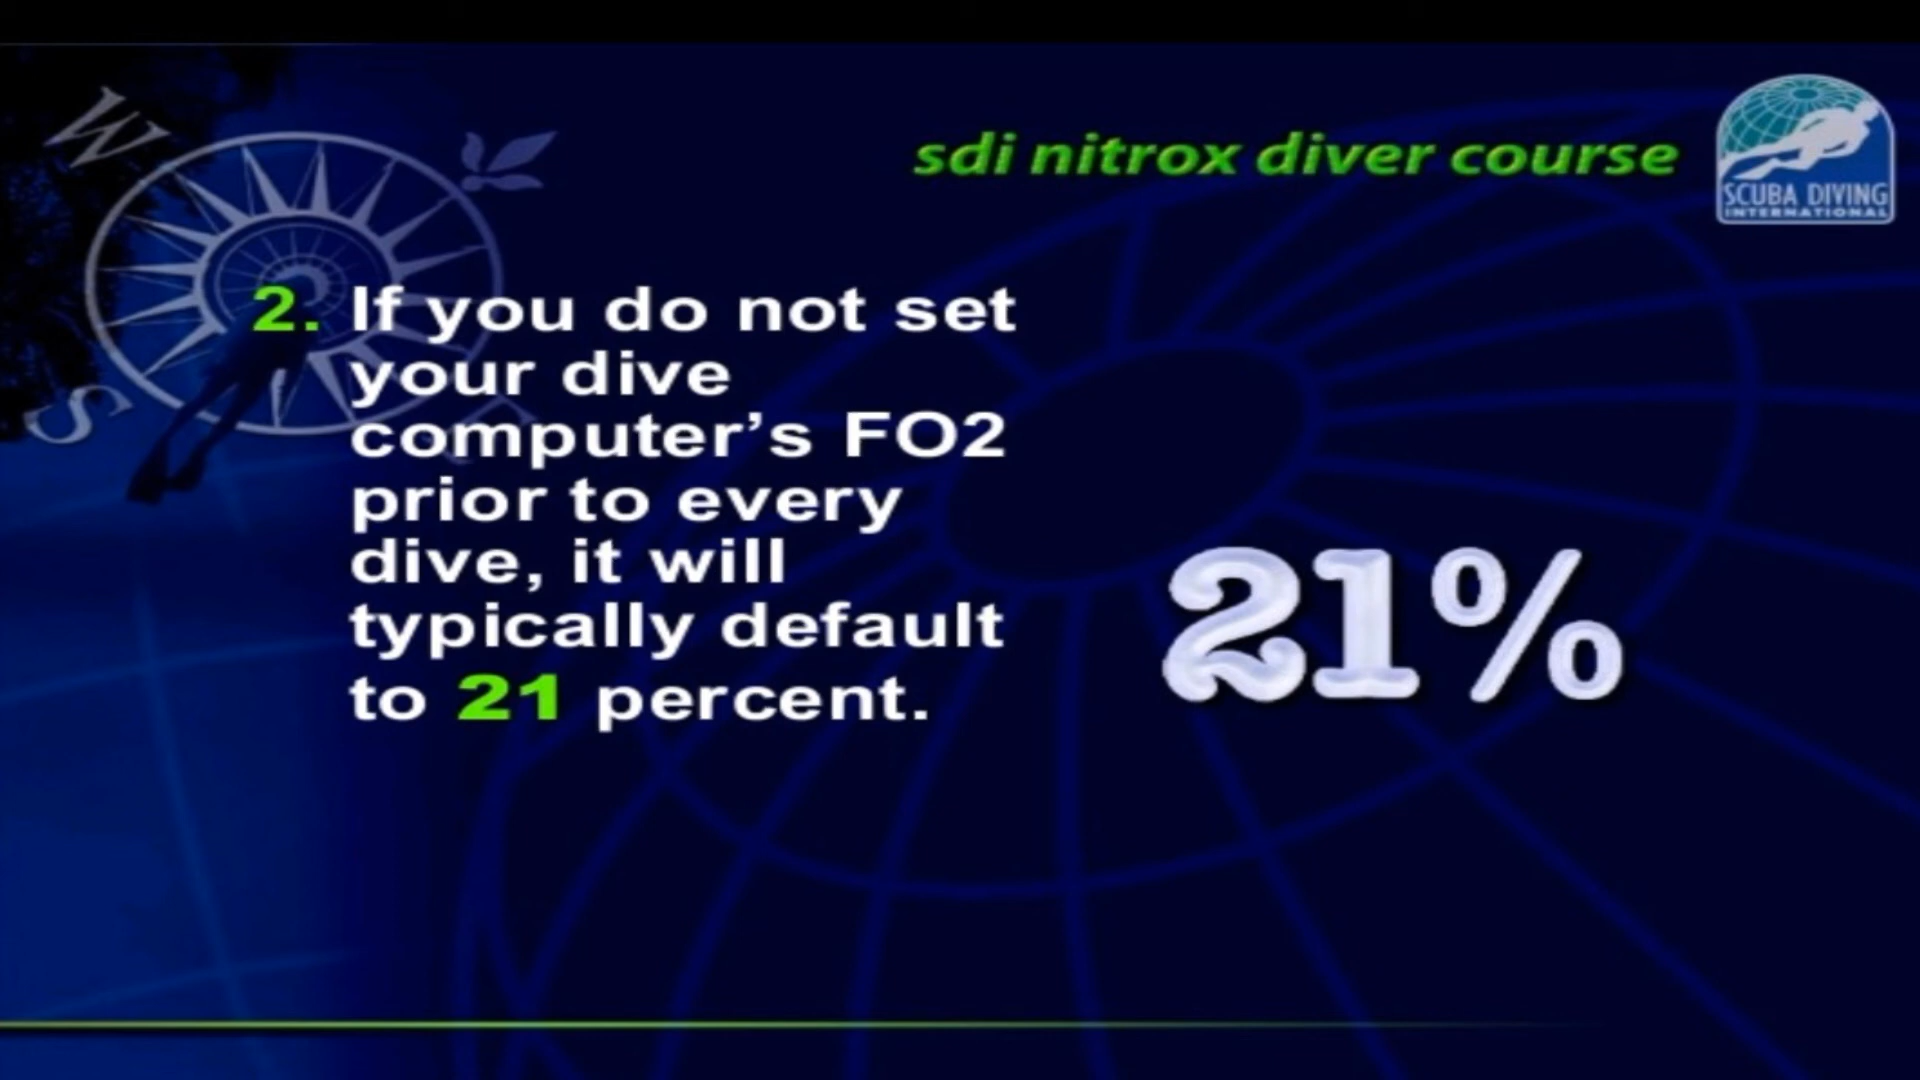 W
S
sdi nitrox diver course
SCUBA DIVING
INTERNATIONAL
2. If you do not set
your dive
computer’s FO2
prior to every
dive, it will
typically default
to 21 percent.
21%